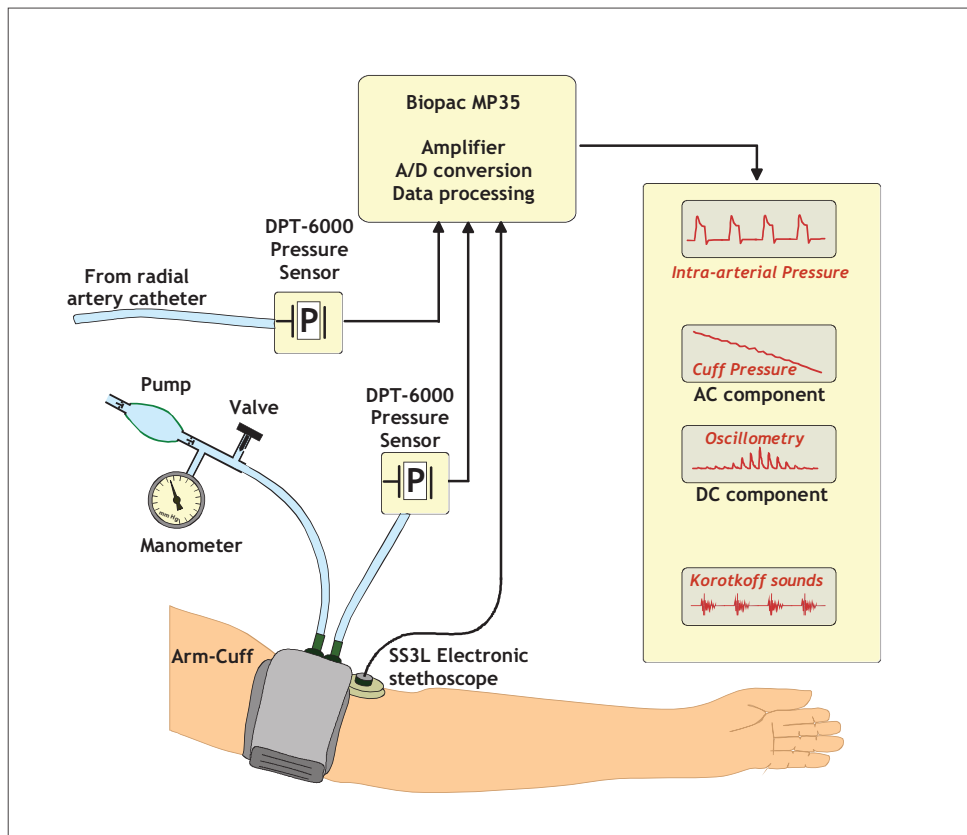 Biopac MP35
Amplifier
A/D conversion
Data processing
DPT-6000
Pressure
Sensor
From radial
artery catheter
P
Intra-arterial Pressure
Cuff Pressure
AC component
Oscillometry
DC component
Korotkoff sounds
Pump
Valve
DPT-6000
Pressure
Sensor
P
mm Hg
Manometer
Arm-Cuff
SS3L Electronic
stethoscope